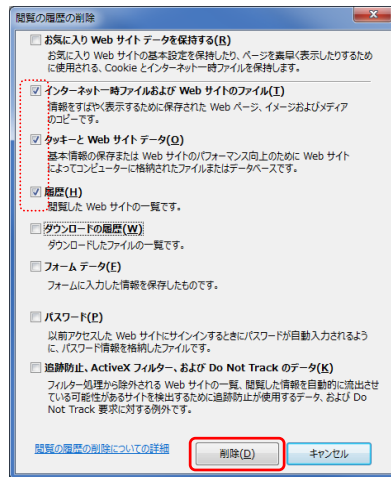 閲覧の履歴の削除
お気に入り Web サイト データを保持する(R)
お気に入り Web サイトの基本設定を保持したり、ページを素早く表示したりするため
に使用される、Cookie とインターネット一時ファイルを保持します。
インターネット一時ファイルおよび Web サイトのファイル(T)
情報をすばやく表示するために保存された Web ページ、イメージおよびメディア
のコピーです。
クッキーと Web サイト データ(O)
基本情報の保存または Web サイトのパフォーマンス向上のために Web サイト
によってコンピューターに格納されたファイルまたはデータベースです。
履歴(H)
閲覧した Web サイトの一覧です。
ダウンロードの履歴(W)
ダウンロードしたファイルの一覧です。
フォーム データ(F)
フォームに入力した情報を保存したものです。
パスワード(P)
以前アクセスした Web サイトにサインインするときにパスワードが自動入力されるよう
に、パスワード情報を格納したファイルです。
追跡防止、ActiveX フィルター、および Do Not Track のデータ(K)
フィルター処理から除外される Web サイトの一覧、閲覧した情報を自動的に流出させ
ている可能性があるサイトを検出するために追跡防止が使用するデータ、および Do
Not Track 要求に対する例外です。
閲覧の履歴の削除についての詳細
削除(D)
キャンセル